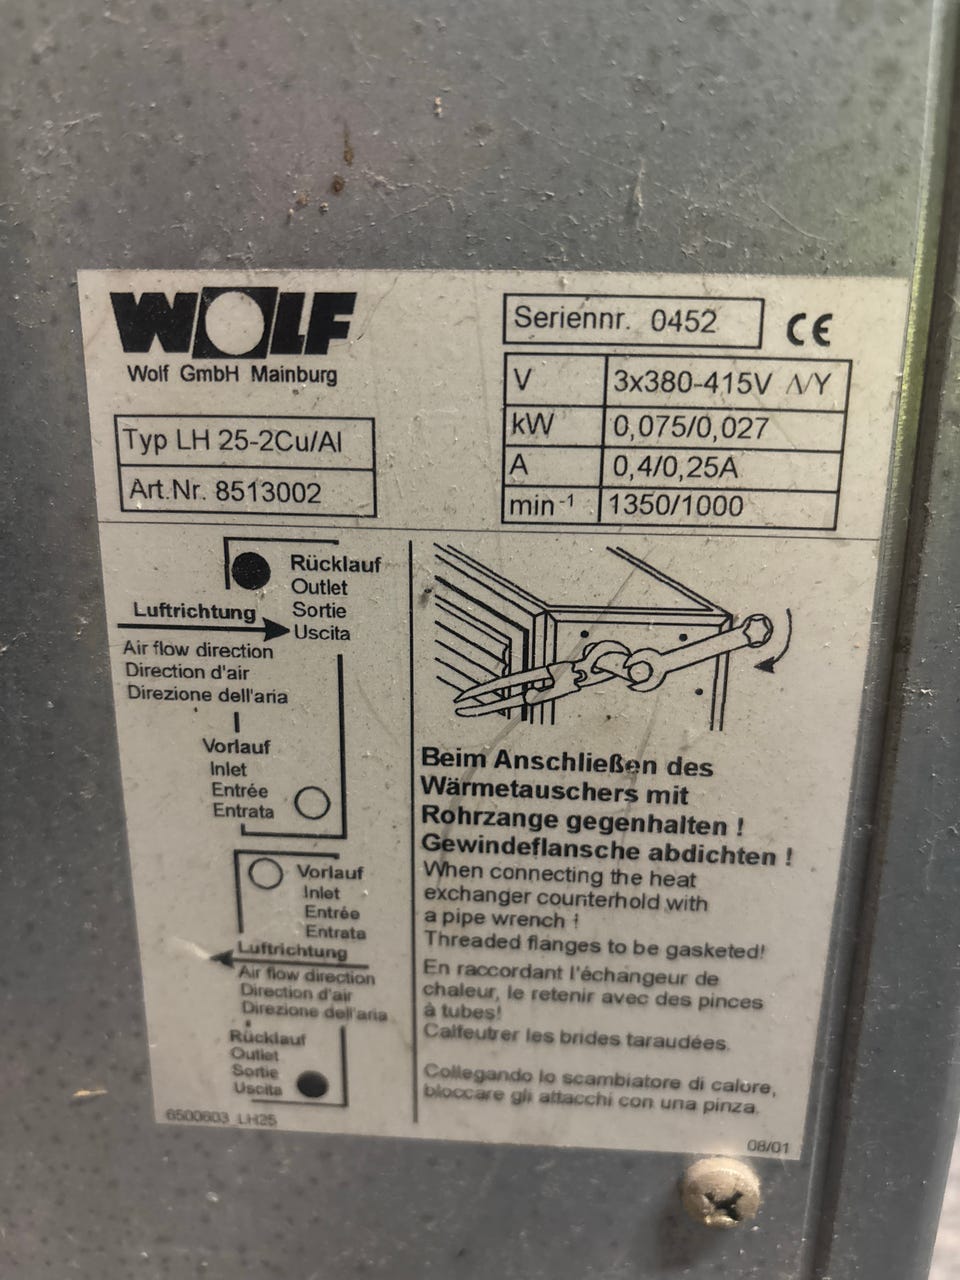 WOLF
Wolf GmbH Mainburg
Typ LH 25-2Cu/Al
Art.Nr. 8513002
Seriennr. 0452
CE
V 3x380-415V Λ/Y
kW 0,075/0,027
A 0,4/0,25A
min⁻¹ 1350/1000
Rücklauf
Outlet
Sortie
Uscita
Luftrichtung
Air flow direction
Direction d'air
Direzione dell'aria
Vorlauf
Inlet
Entrée
Entrata
Vorlauf
Inlet
Entrée
Entrata
Luftrichtung
Air flow direction
Direction d'air
Direzione dell'aria
Rücklauf
Outlet
Sortie
Uscita
6500603_LH25
Beim Anschließen des
Wärmetauschers mit
Rohrzange gegenhalten !
Gewindeflansche abdichten !
When connecting the heat
exchanger counterhold with
a pipe wrench !
Threaded flanges to be gasketed!
En raccordant l'échangeur de
chaleur, le retenir avec des pinces
à tubes!
Calfeutrer les brides taraudées.
Collegando lo scambiatore di calore,
bloccare gli attacchi con una pinza.
08/01